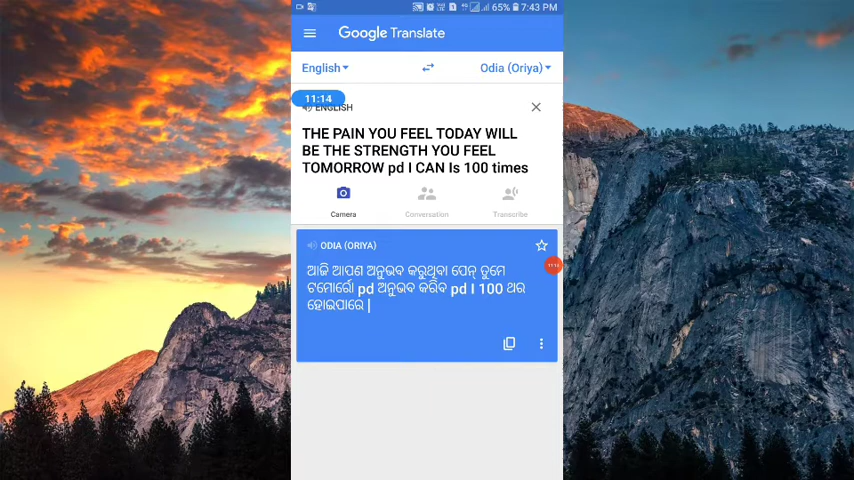 65% 7:43 PM
Google Translate
English Odia (Oriya)
11:14
ENGLISH
THE PAIN YOU FEEL TODAY WILL
BE THE STRENGTH YOU FEEL
TOMORROW pd I CAN Is 100 times
Camera Conversation Transcribe
ODIA (ORIYA)
ଆଜି ଆପଣ ଅନୁଭବ କରୁଥିବା ପେନ୍ ତୁମେ
ଟମୋର୍ରୋ pd ଅନୁଭବ କରିବ pd I 100 ଥର
ହୋଇପାରେ |